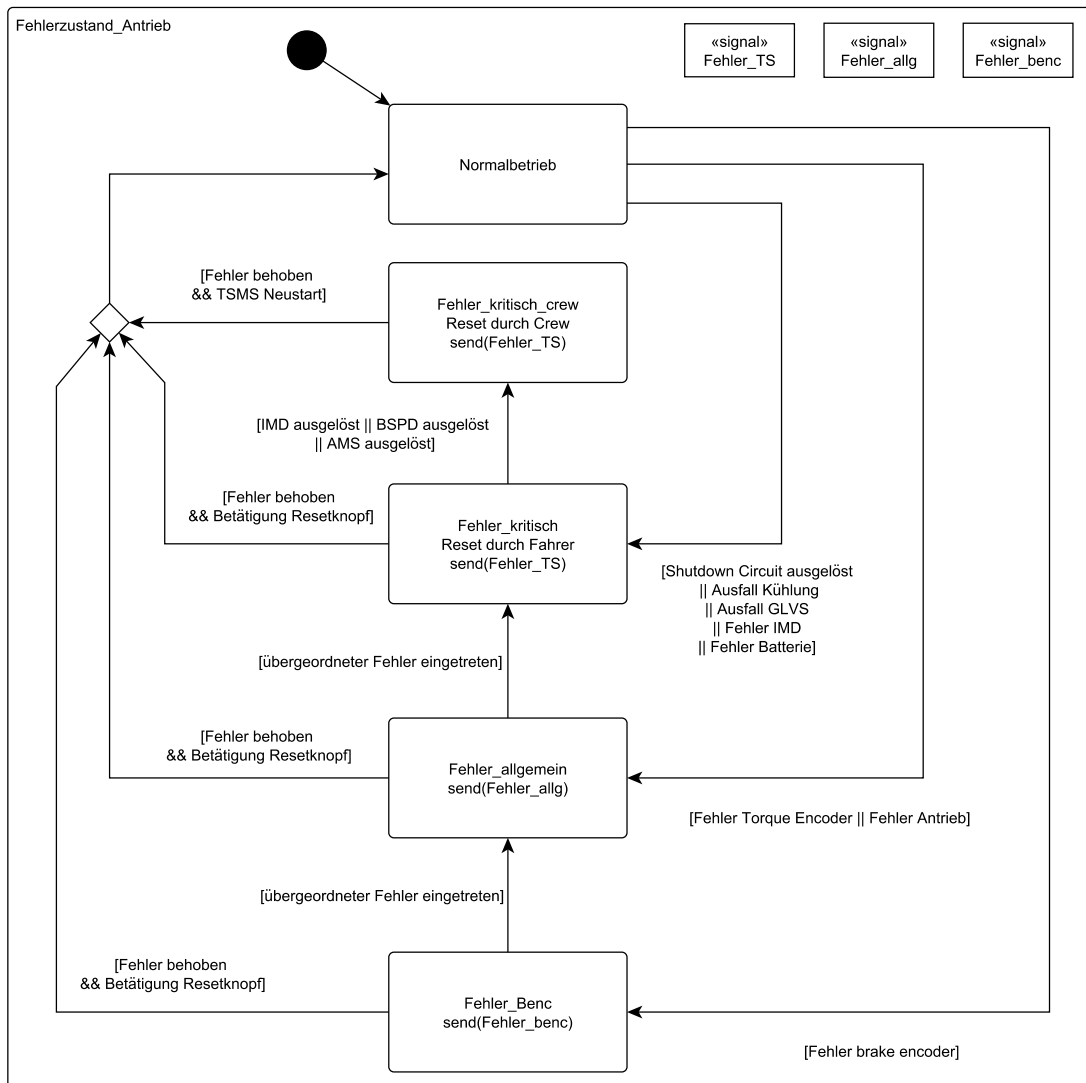 Fehlerzustand_Antrieb
«signal»
Fehler_TS
«signal»
Fehler_allg
«signal»
Fehler_benc
Normalbetrieb
[Fehler behoben
&& TSMS Neustart]
Fehler_kritisch_crew
Reset durch Crew
send(Fehler_TS)
[IMD ausgelöst || BSPD ausgelöst
|| AMS ausgelöst]
[Fehler behoben
&& Betätigung Resetknopf]
Fehler_kritisch
Reset durch Fahrer
send(Fehler_TS)
[Shutdown Circuit ausgelöst
|| Ausfall Kühlung
|| Ausfall GLVS
|| Fehler IMD
|| Fehler Batterie]
[übergeordneter Fehler eingetreten]
[Fehler behoben
&& Betätigung Resetknopf]
Fehler_allgemein
send(Fehler_allg)
[Fehler Torque Encoder || Fehler Antrieb]
[übergeordneter Fehler eingetreten]
[Fehler behoben
&& Betätigung Resetknopf]
Fehler_Benc
send(Fehler_benc)
[Fehler brake encoder]